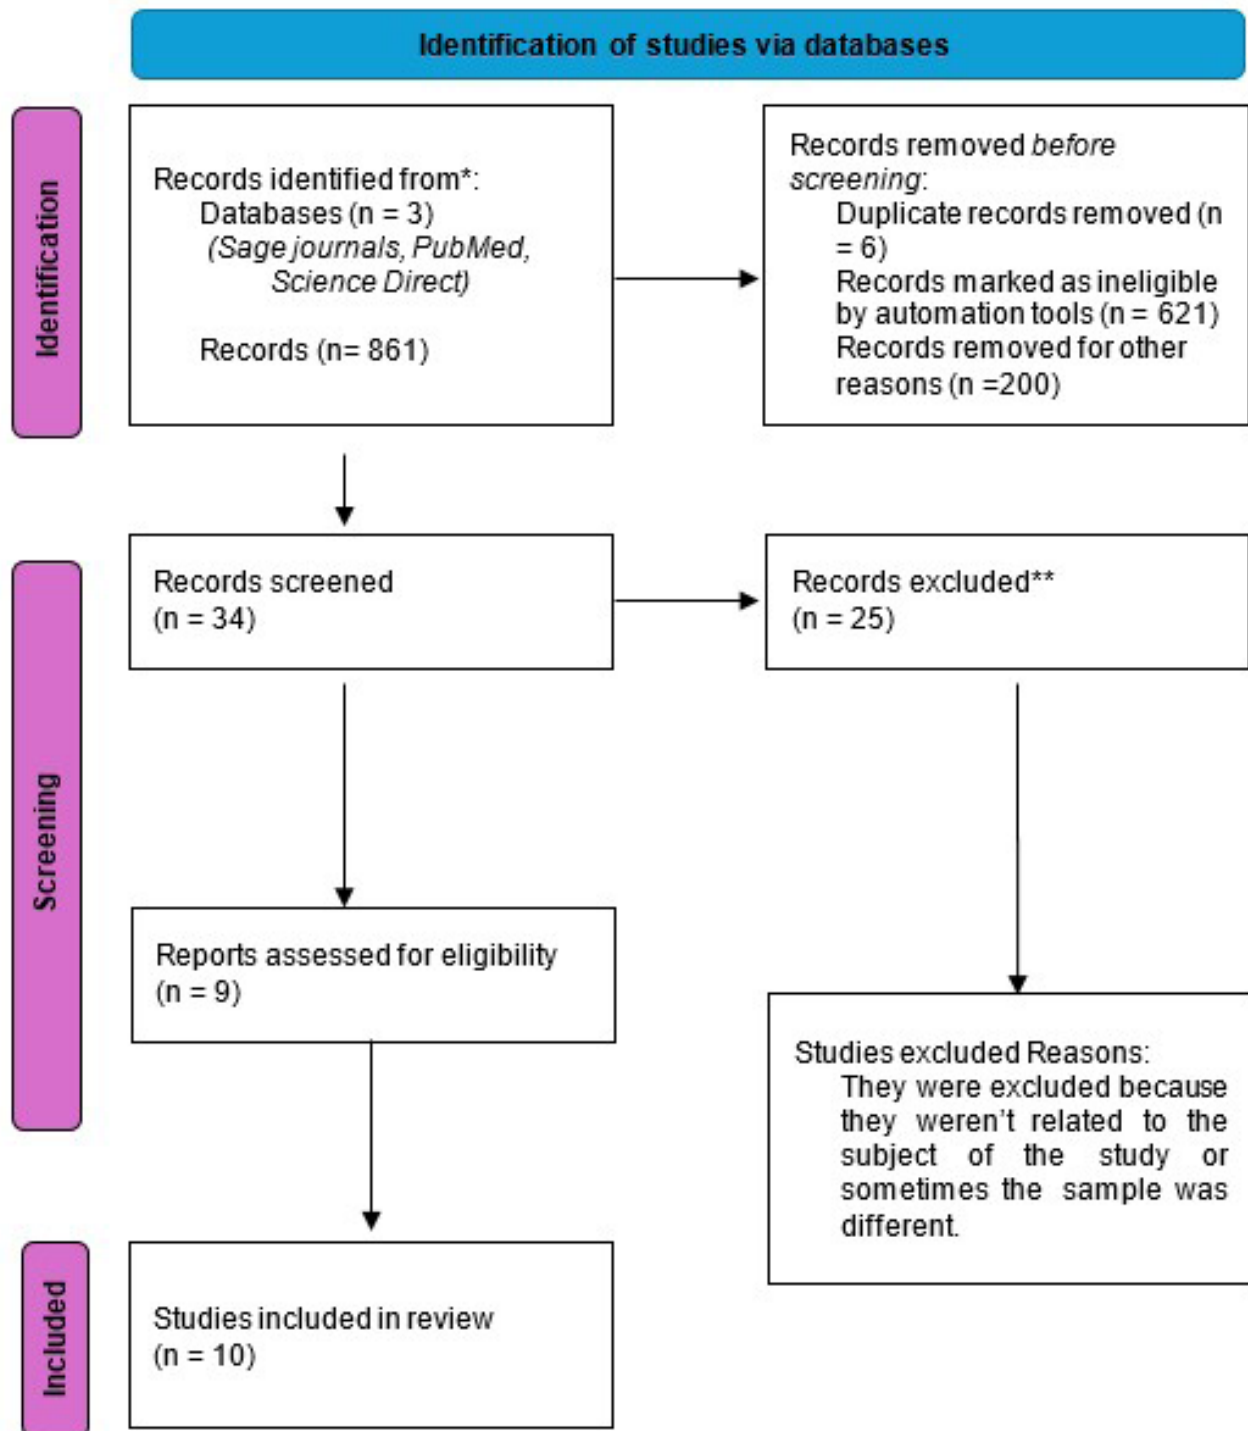 Identification of studies via databases
Identification
Records identified from*:
Databases (n = 3)
(Sage journals, PubMed,
Science Direct)
Records (n= 861)
Records removed before
screening:
Duplicate records removed (n
= 6)
Records marked as ineligible
by automation tools (n = 621)
Records removed for other
reasons (n =200)
Screening
Records screened
(n = 34)
Records excluded**
(n = 25)
Reports assessed for eligibility
(n = 9)
Studies excluded Reasons:
They were excluded because
they weren't related to the
subject of the study or
sometimes the sample was
different.
Included
Studies included in review
(n = 10)